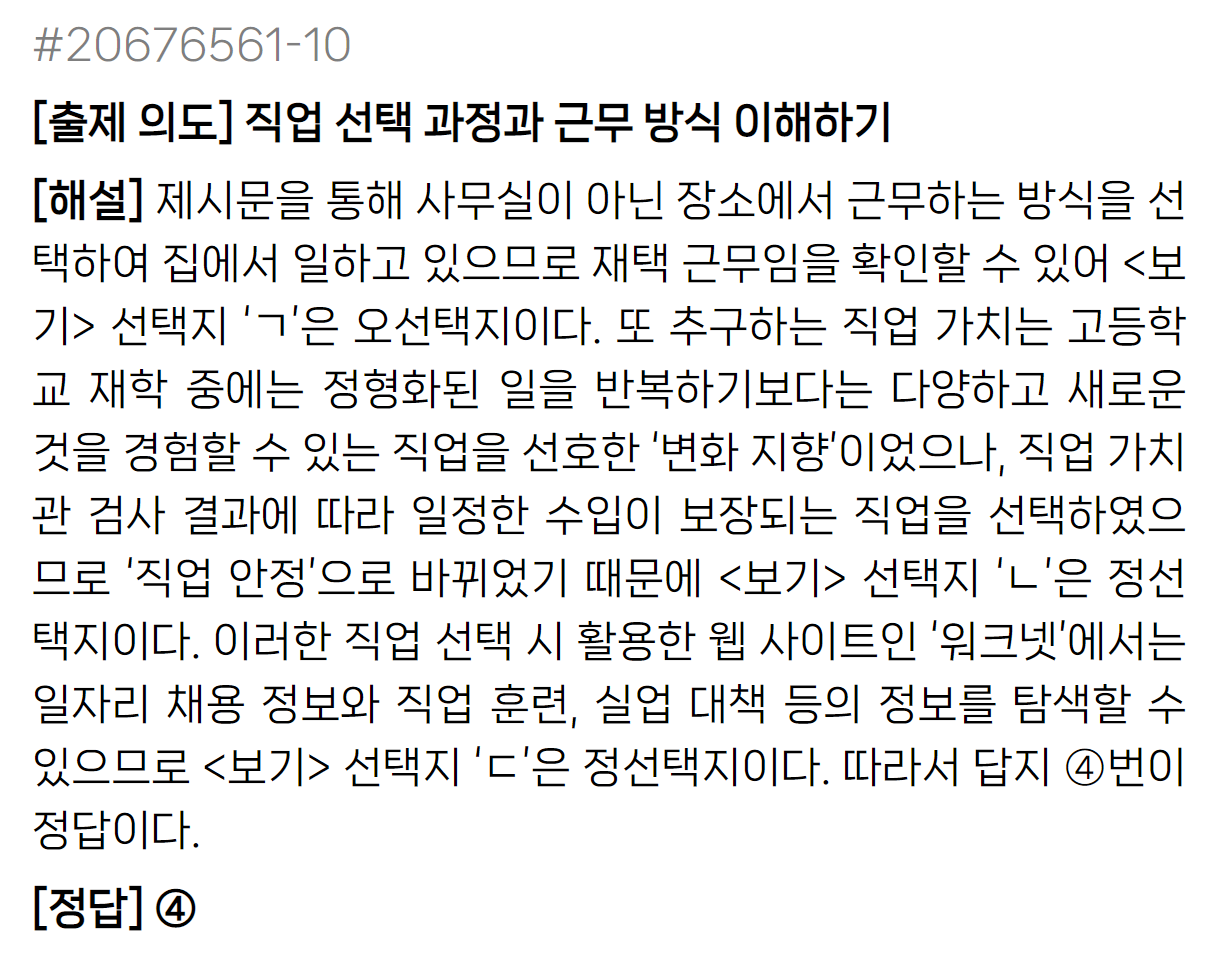 #20676561-10
[출제 의도] 직업 선택 과정과 근무 방식 이해하기
[해설] 제시문을 통해 사무실이 아닌 장소에서 근무하는 방식을 선
택하여 집에서 일하고 있으므로 재택 근무임을 확인할 수 있어 <보
기> 선택지 ‘ㄱ’은 오선택지이다. 또 추구하는 직업 가치는 고등학
교 재학 중에는 정형화된 일을 반복하기보다는 다양하고 새로운
것을 경험할 수 있는 직업을 선호한 ‘변화 지향’이었으나, 직업 가치
관 검사 결과에 따라 일정한 수입이 보장되는 직업을 선택하였으
므로 ‘직업 안정’으로 바뀌었기 때문에 <보기> 선택지 ‘ㄴ’은 정선
택지이다. 이러한 직업 선택 시 활용한 웹 사이트인 ‘워크넷’에서는
일자리 채용 정보와 직업 훈련, 실업 대책 등의 정보를 탐색할 수
있으므로 <보기> 선택지 ‘ㄷ’은 정선택지이다. 따라서 답지 ④번이
정답이다.
[정답] ④